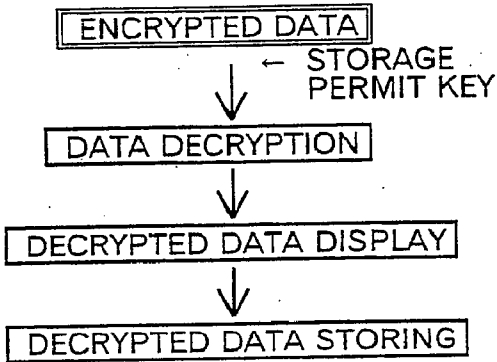 ENCRYPTED DATA
← STORAGE
PERMIT KEY
DATA DECRYPTION
DECRYPTED DATA DISPLAY
DECRYPTED DATA STORING